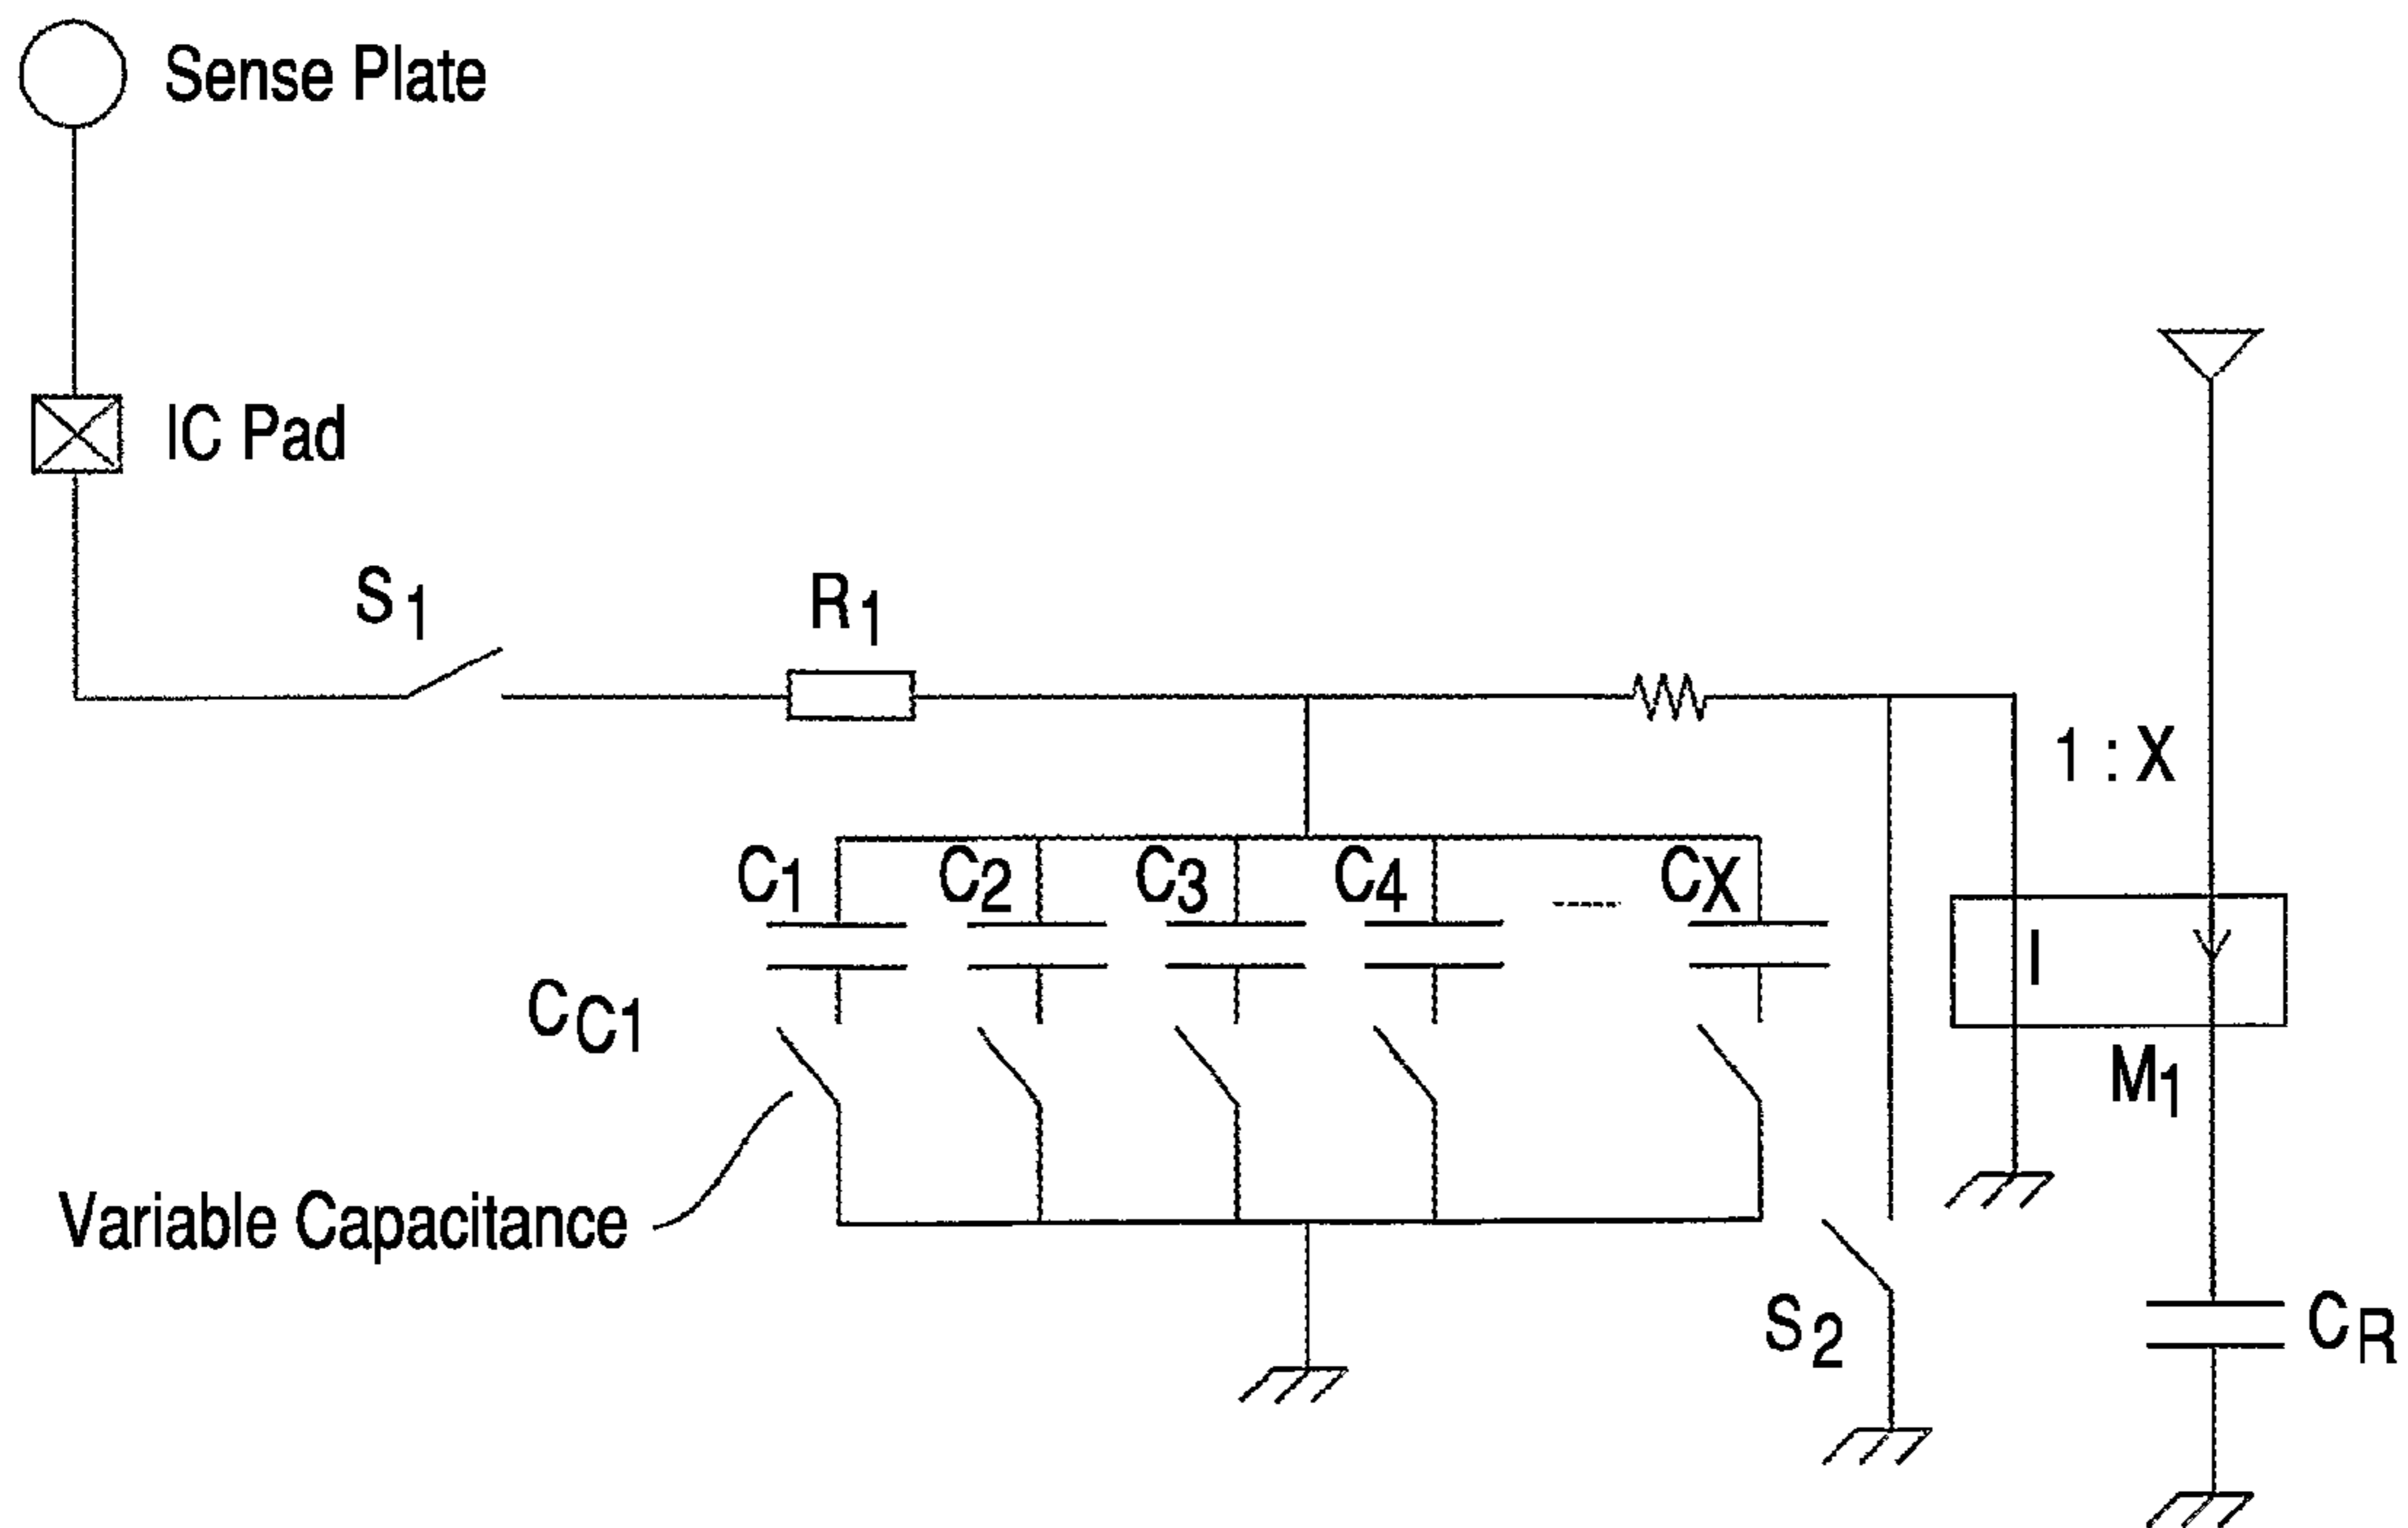 Sense Plate
IC Pad
S1
R1
1 : X
C1
C2
C3
C4
CX
CC1
I
M1
Variable Capacitance
S2
CR